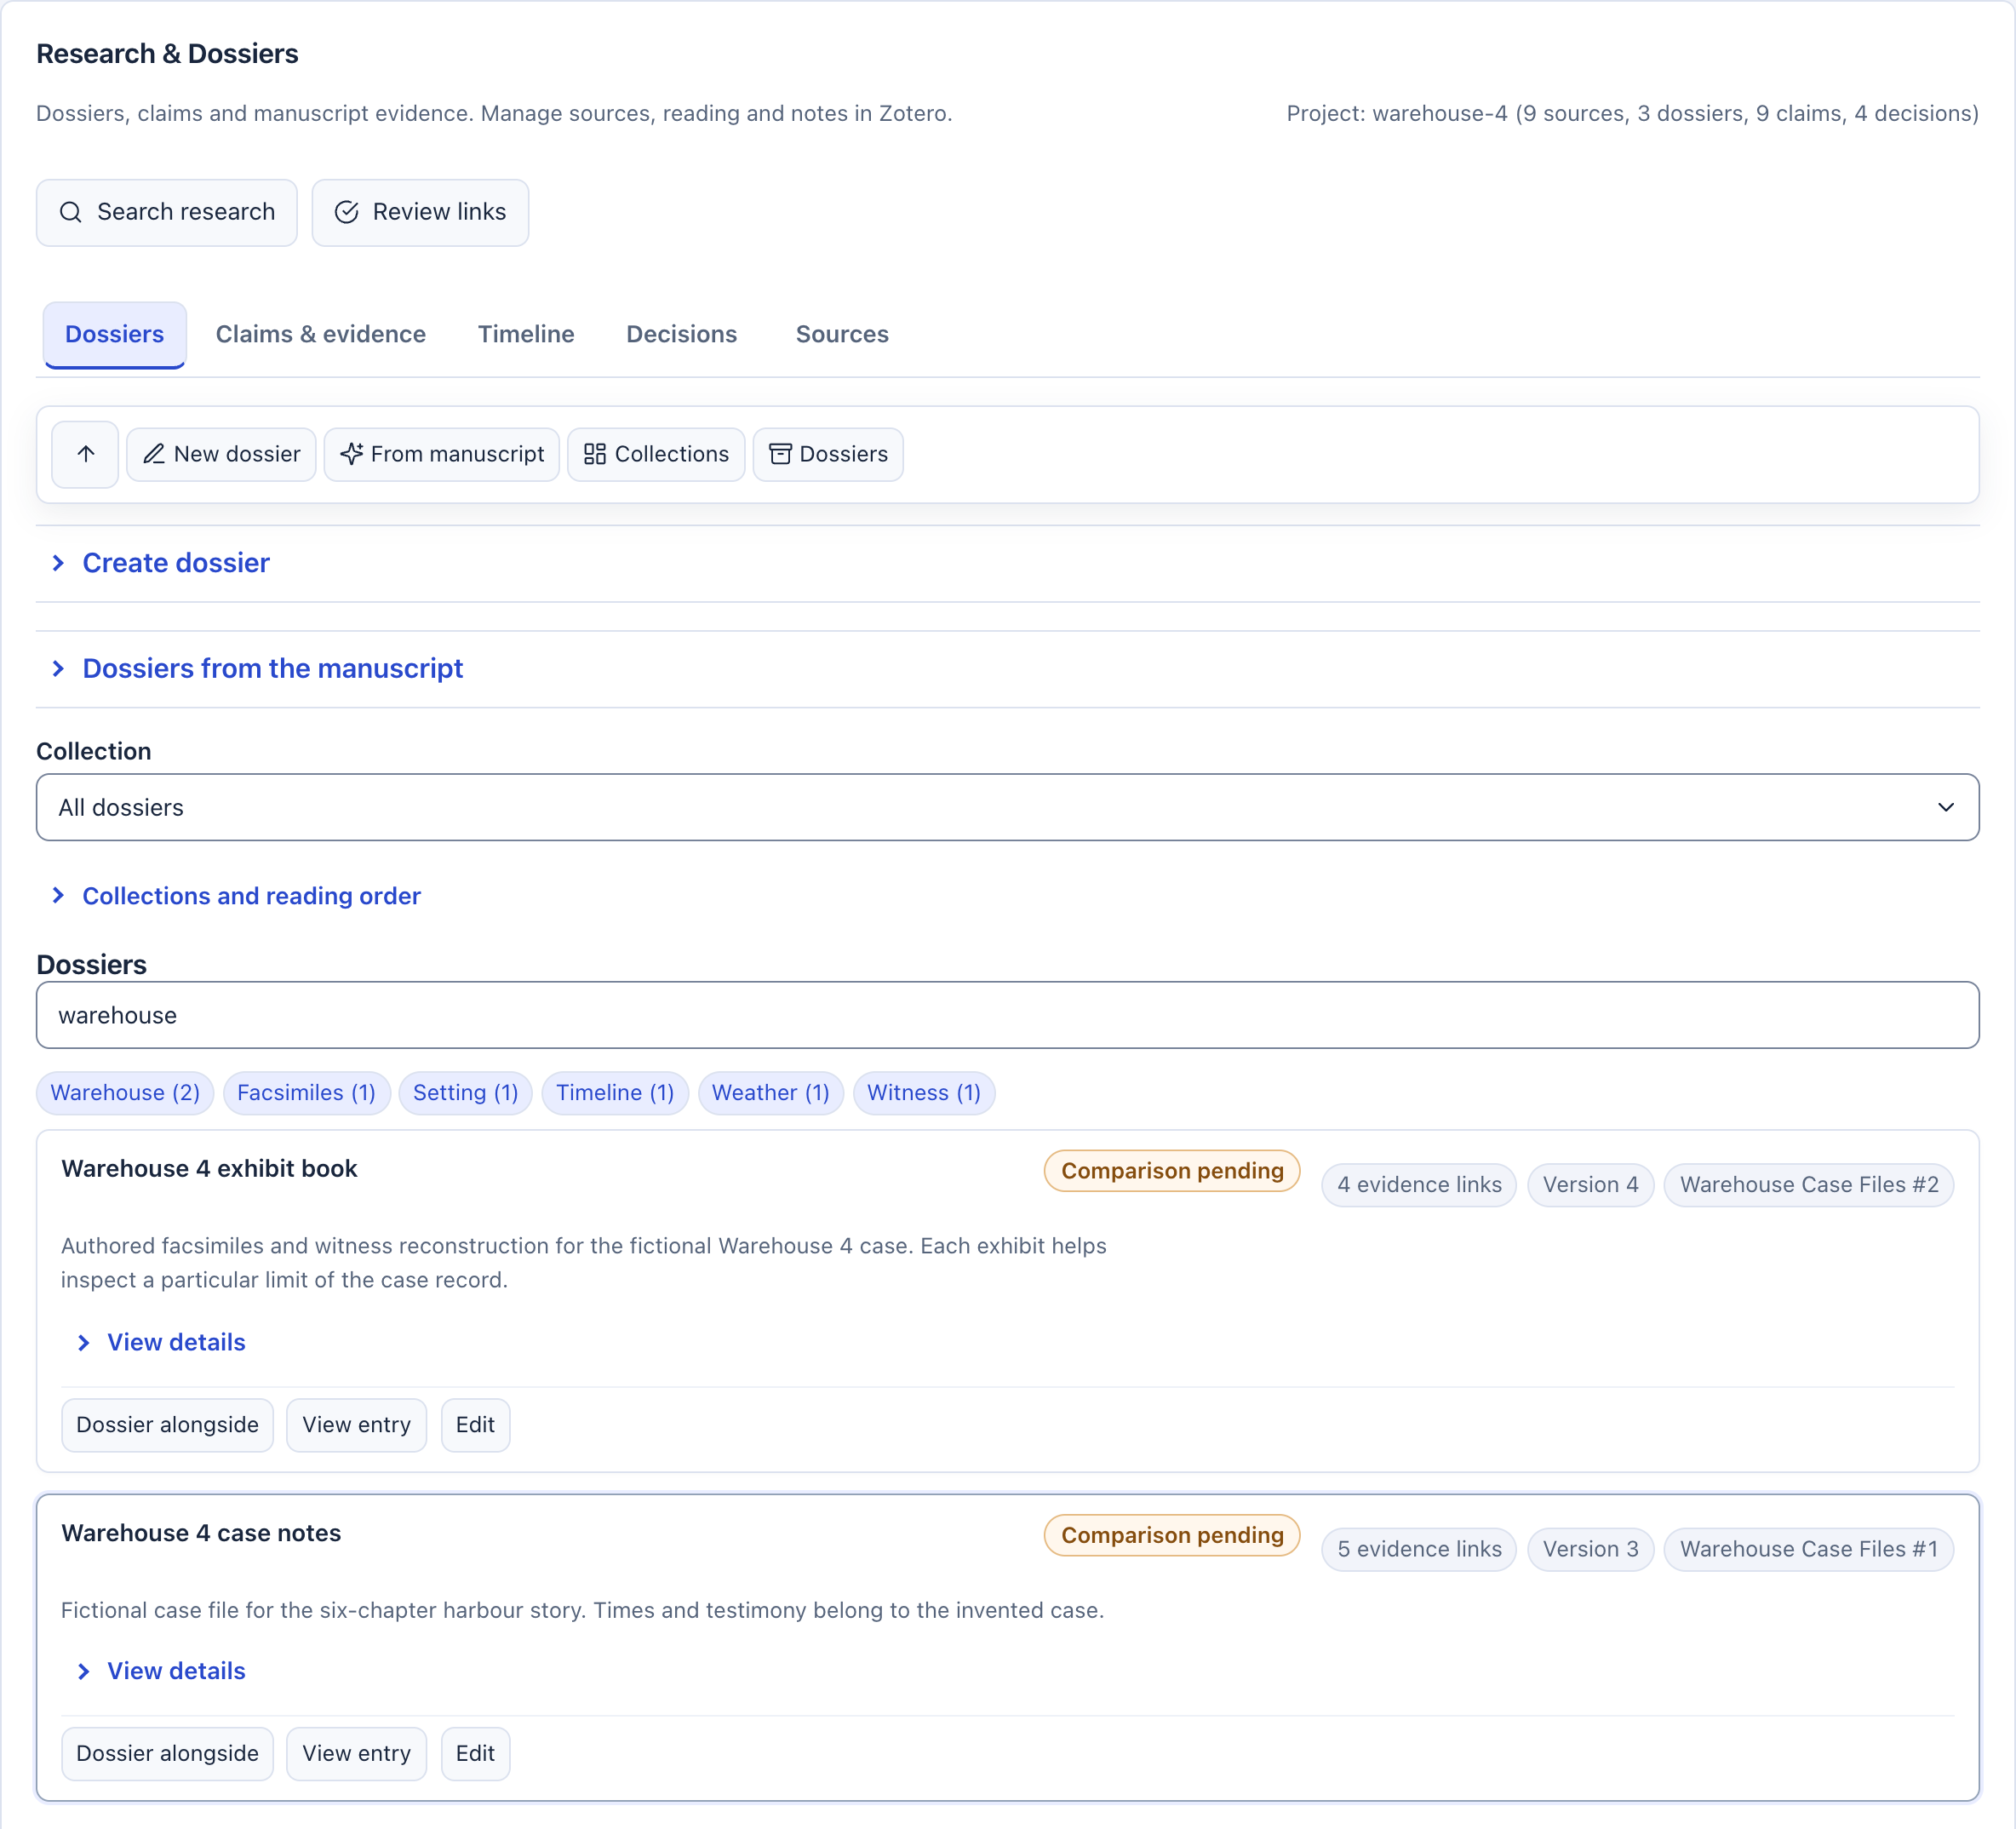 Research & Dossiers
Dossiers, claims and manuscript evidence. Manage sources, reading and notes in Zotero.
Project: warehouse-4 (9 sources, 3 dossiers, 9 claims, 4 decisions)
Search research
Review links
Dossiers
Claims & evidence
Timeline
Decisions
Sources
New dossier
From manuscript
Collections
Dossiers
Create dossier
Dossiers from the manuscript
Collection
All dossiers
Collections and reading order
Dossiers
warehouse
Warehouse (2)
Facsimiles (1)
Setting (1)
Timeline (1)
Weather (1)
Witness (1)
Warehouse 4 exhibit book
Comparison pending
4 evidence links
Version 4
Warehouse Case Files #2
Authored facsimiles and witness reconstruction for the fictional Warehouse 4 case. Each exhibit helps
inspect a particular limit of the case record.
View details
Dossier alongside
View entry
Edit
Warehouse 4 case notes
Comparison pending
5 evidence links
Version 3
Warehouse Case Files #1
Fictional case file for the six-chapter harbour story. Times and testimony belong to the invented case.
View details
Dossier alongside
View entry
Edit